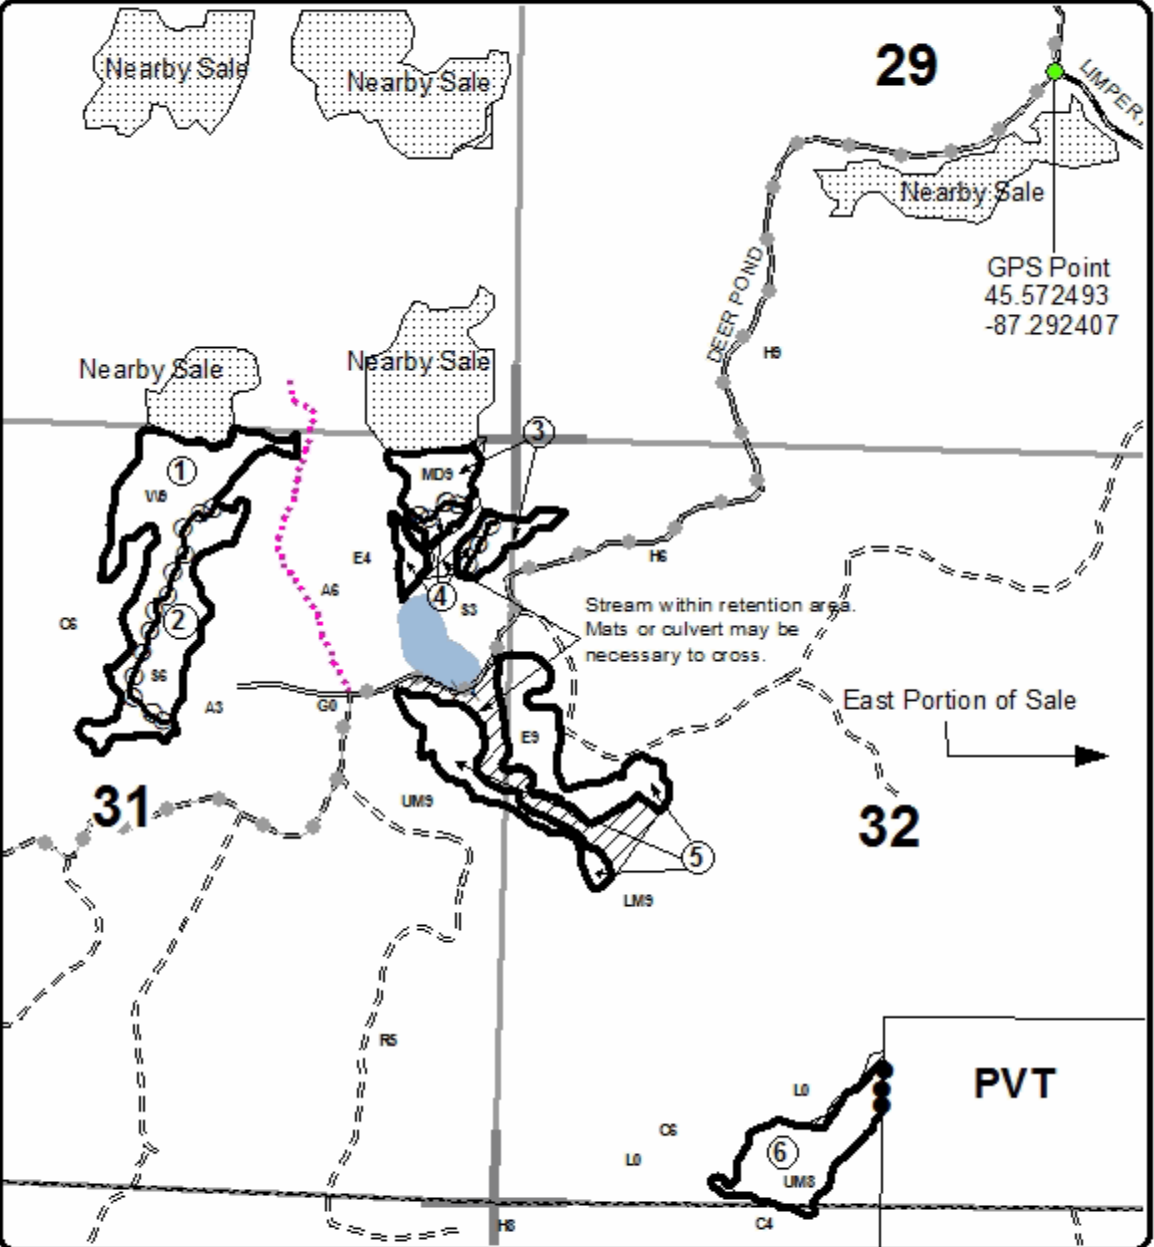 29
LIMPER,
Nearby Sale
Nearby Sale
Nearby Sale
GPS Point
45.572493
-87.292407
DEER POND
H9
Nearby Sale
Nearby Sale
3
1
MD9
W9
E4
H6
A6
4
S3
C6
2
Stream within retention area.
Mats or culvert may be
necessary to cross.
S6
A3
G0
East Portion of Sale
E9
31
UM9
32
5
LM9
R5
PVT
L0
C6
L0
6
UM8
H8
C4